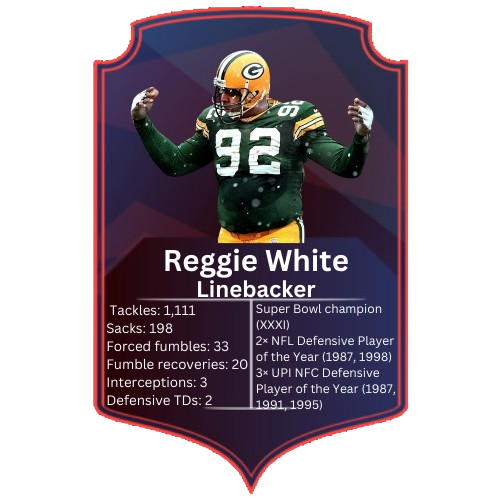 G
92
92
Reggie White
Linebacker
Tackles: 1,111
Sacks: 198
Forced fumbles: 33
Fumble recoveries: 20
Interceptions: 3
Defensive TDs: 2
Super Bowl champion
(XXXI)
2× NFL Defensive Player
of the Year (1987, 1998)
3× UPI NFC Defensive
Player of the Year (1987,
1991, 1995)